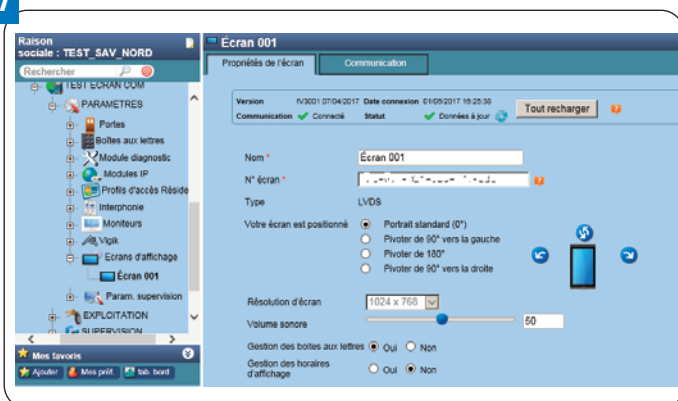 Raison
sociale : TEST_SAV_NORD
Rechercher
TEST ECRAN COM
PARAMETRES
Portes
Boîtes aux lettres
Module diagnostic
Modules IP
Profils d'accès Réside
Interphonie
Moniteurs
Vigik
Ecrans d'affichage
Écran 001
Param. supervision
EXPLOITATION
SUPERVISION
Mes favoris
Ajouter Mes préf. tab. bord
Écran 001
Propriétés de l'écran Communication
Version fV3001 07/04/2017 Date connexion 01/05/2017 16:25:38
Communication Connecté Statut Données à jour
Tout recharger
Nom * Écran 001
N° écran *
Type LVDS
Votre écran est positionné Portrait standard (0°)
Pivoter de 90° vers la gauche
Pivoter de 180°
Pivoter de 90° vers la droite
Résolution d'écran 1024 x 768
Volume sonore 50
Gestion des boîtes aux lettres Oui Non
Gestion des horaires
d'affichage Oui Non